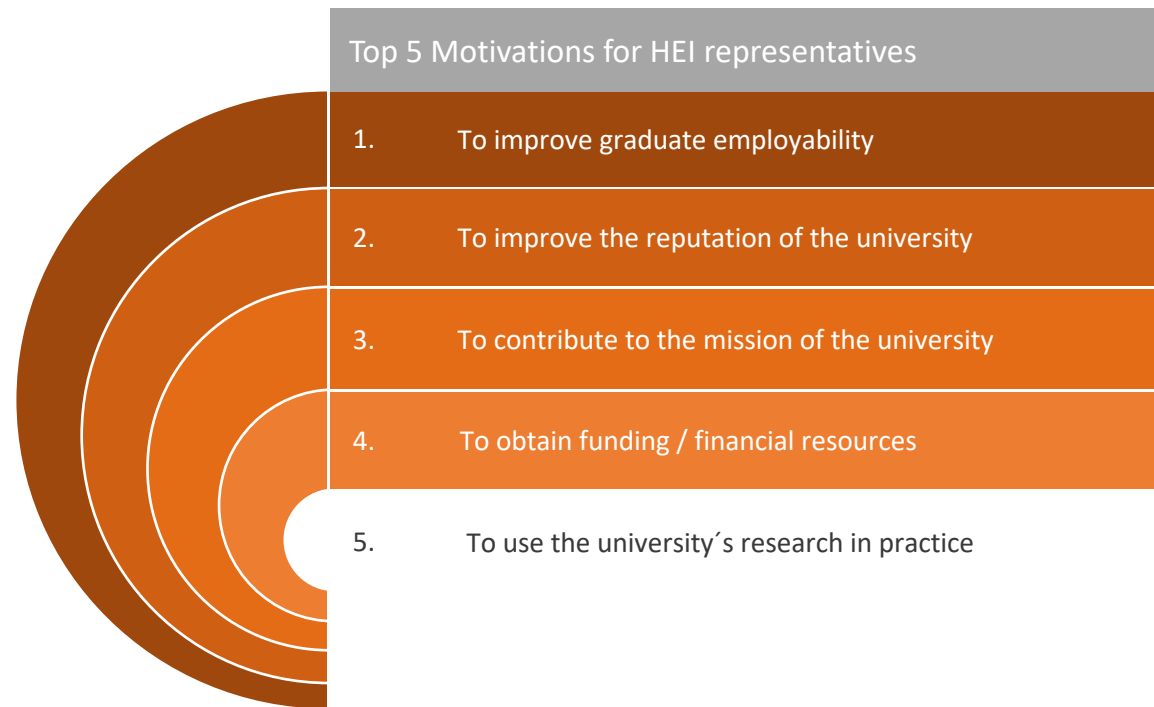 Top 5 Motivations for HEI representatives
1. To improve graduate employability
2. To improve the reputation of the university
3. To contribute to the mission of the university
4. To obtain funding / financial resources
5. To use the university´s research in practice